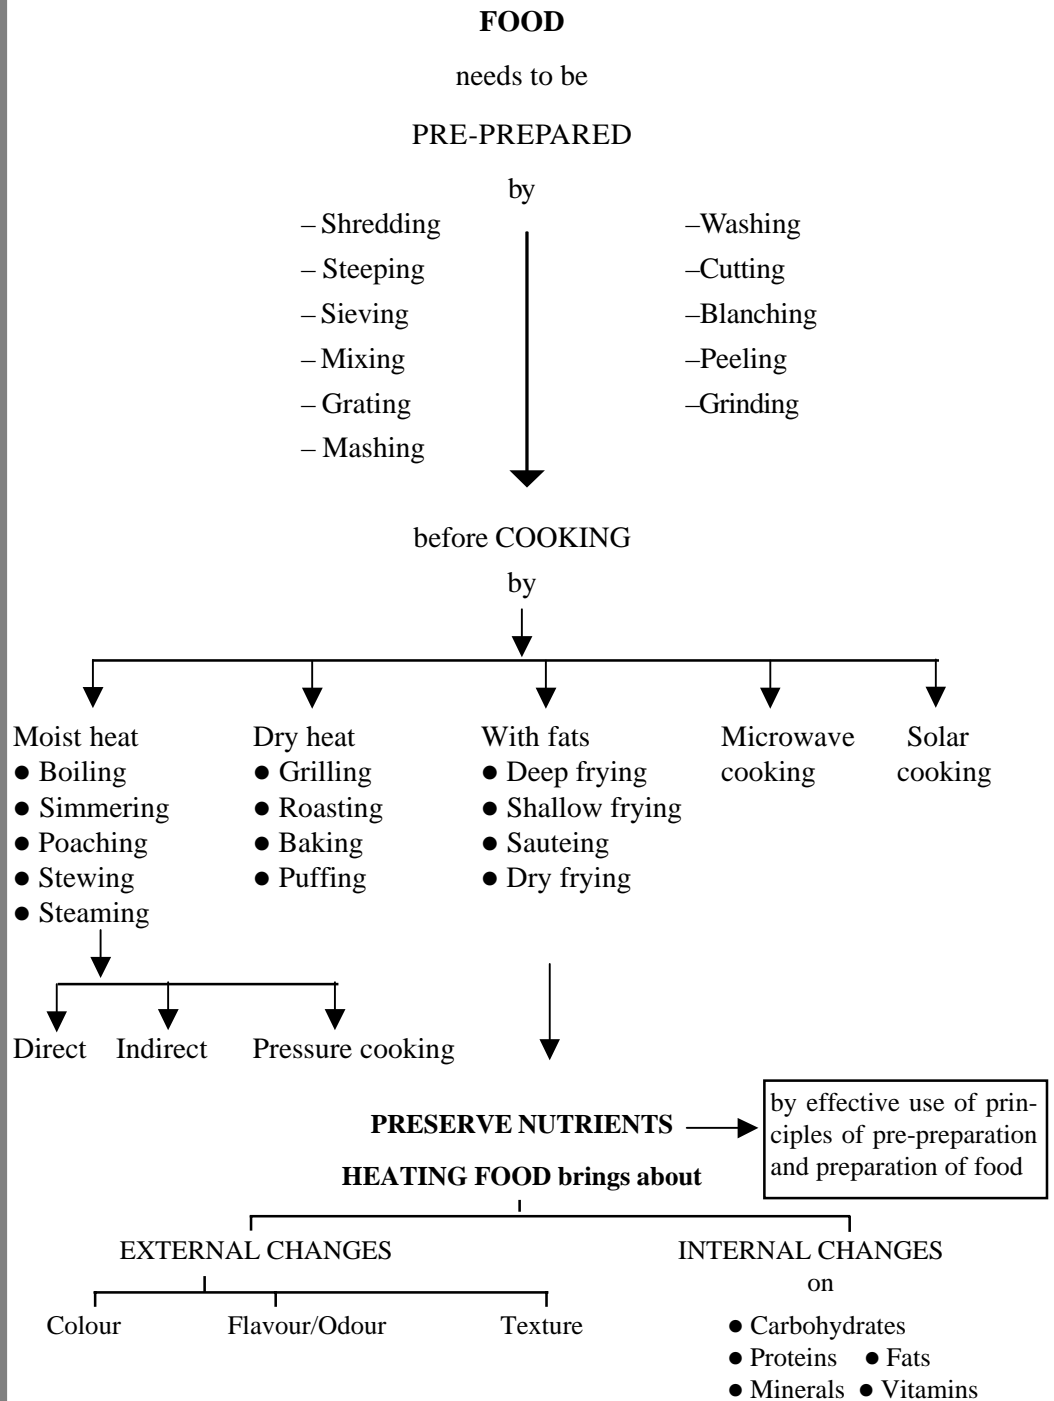 FOOD
needs to be
PRE-PREPARED
by
– Shredding
– Steeping
– Sieving
– Mixing
– Grating
– Mashing
–Washing
–Cutting
–Blanching
–Peeling
–Grinding
before COOKING
by
Moist heat
● Boiling
● Simmering
● Poaching
● Stewing
● Steaming
Dry heat
● Grilling
● Roasting
● Baking
● Puffing
With fats
● Deep frying
● Shallow frying
● Sauteing
● Dry frying
Microwave
cooking
Solar
cooking
Direct
Indirect
Pressure cooking
PRESERVE NUTRIENTS
by effective use of prin-
ciples of pre-preparation
and preparation of food
HEATING FOOD brings about
EXTERNAL CHANGES
Colour
Flavour/Odour
Texture
INTERNAL CHANGES
on
● Carbohydrates
● Proteins ● Fats
● Minerals ● Vitamins